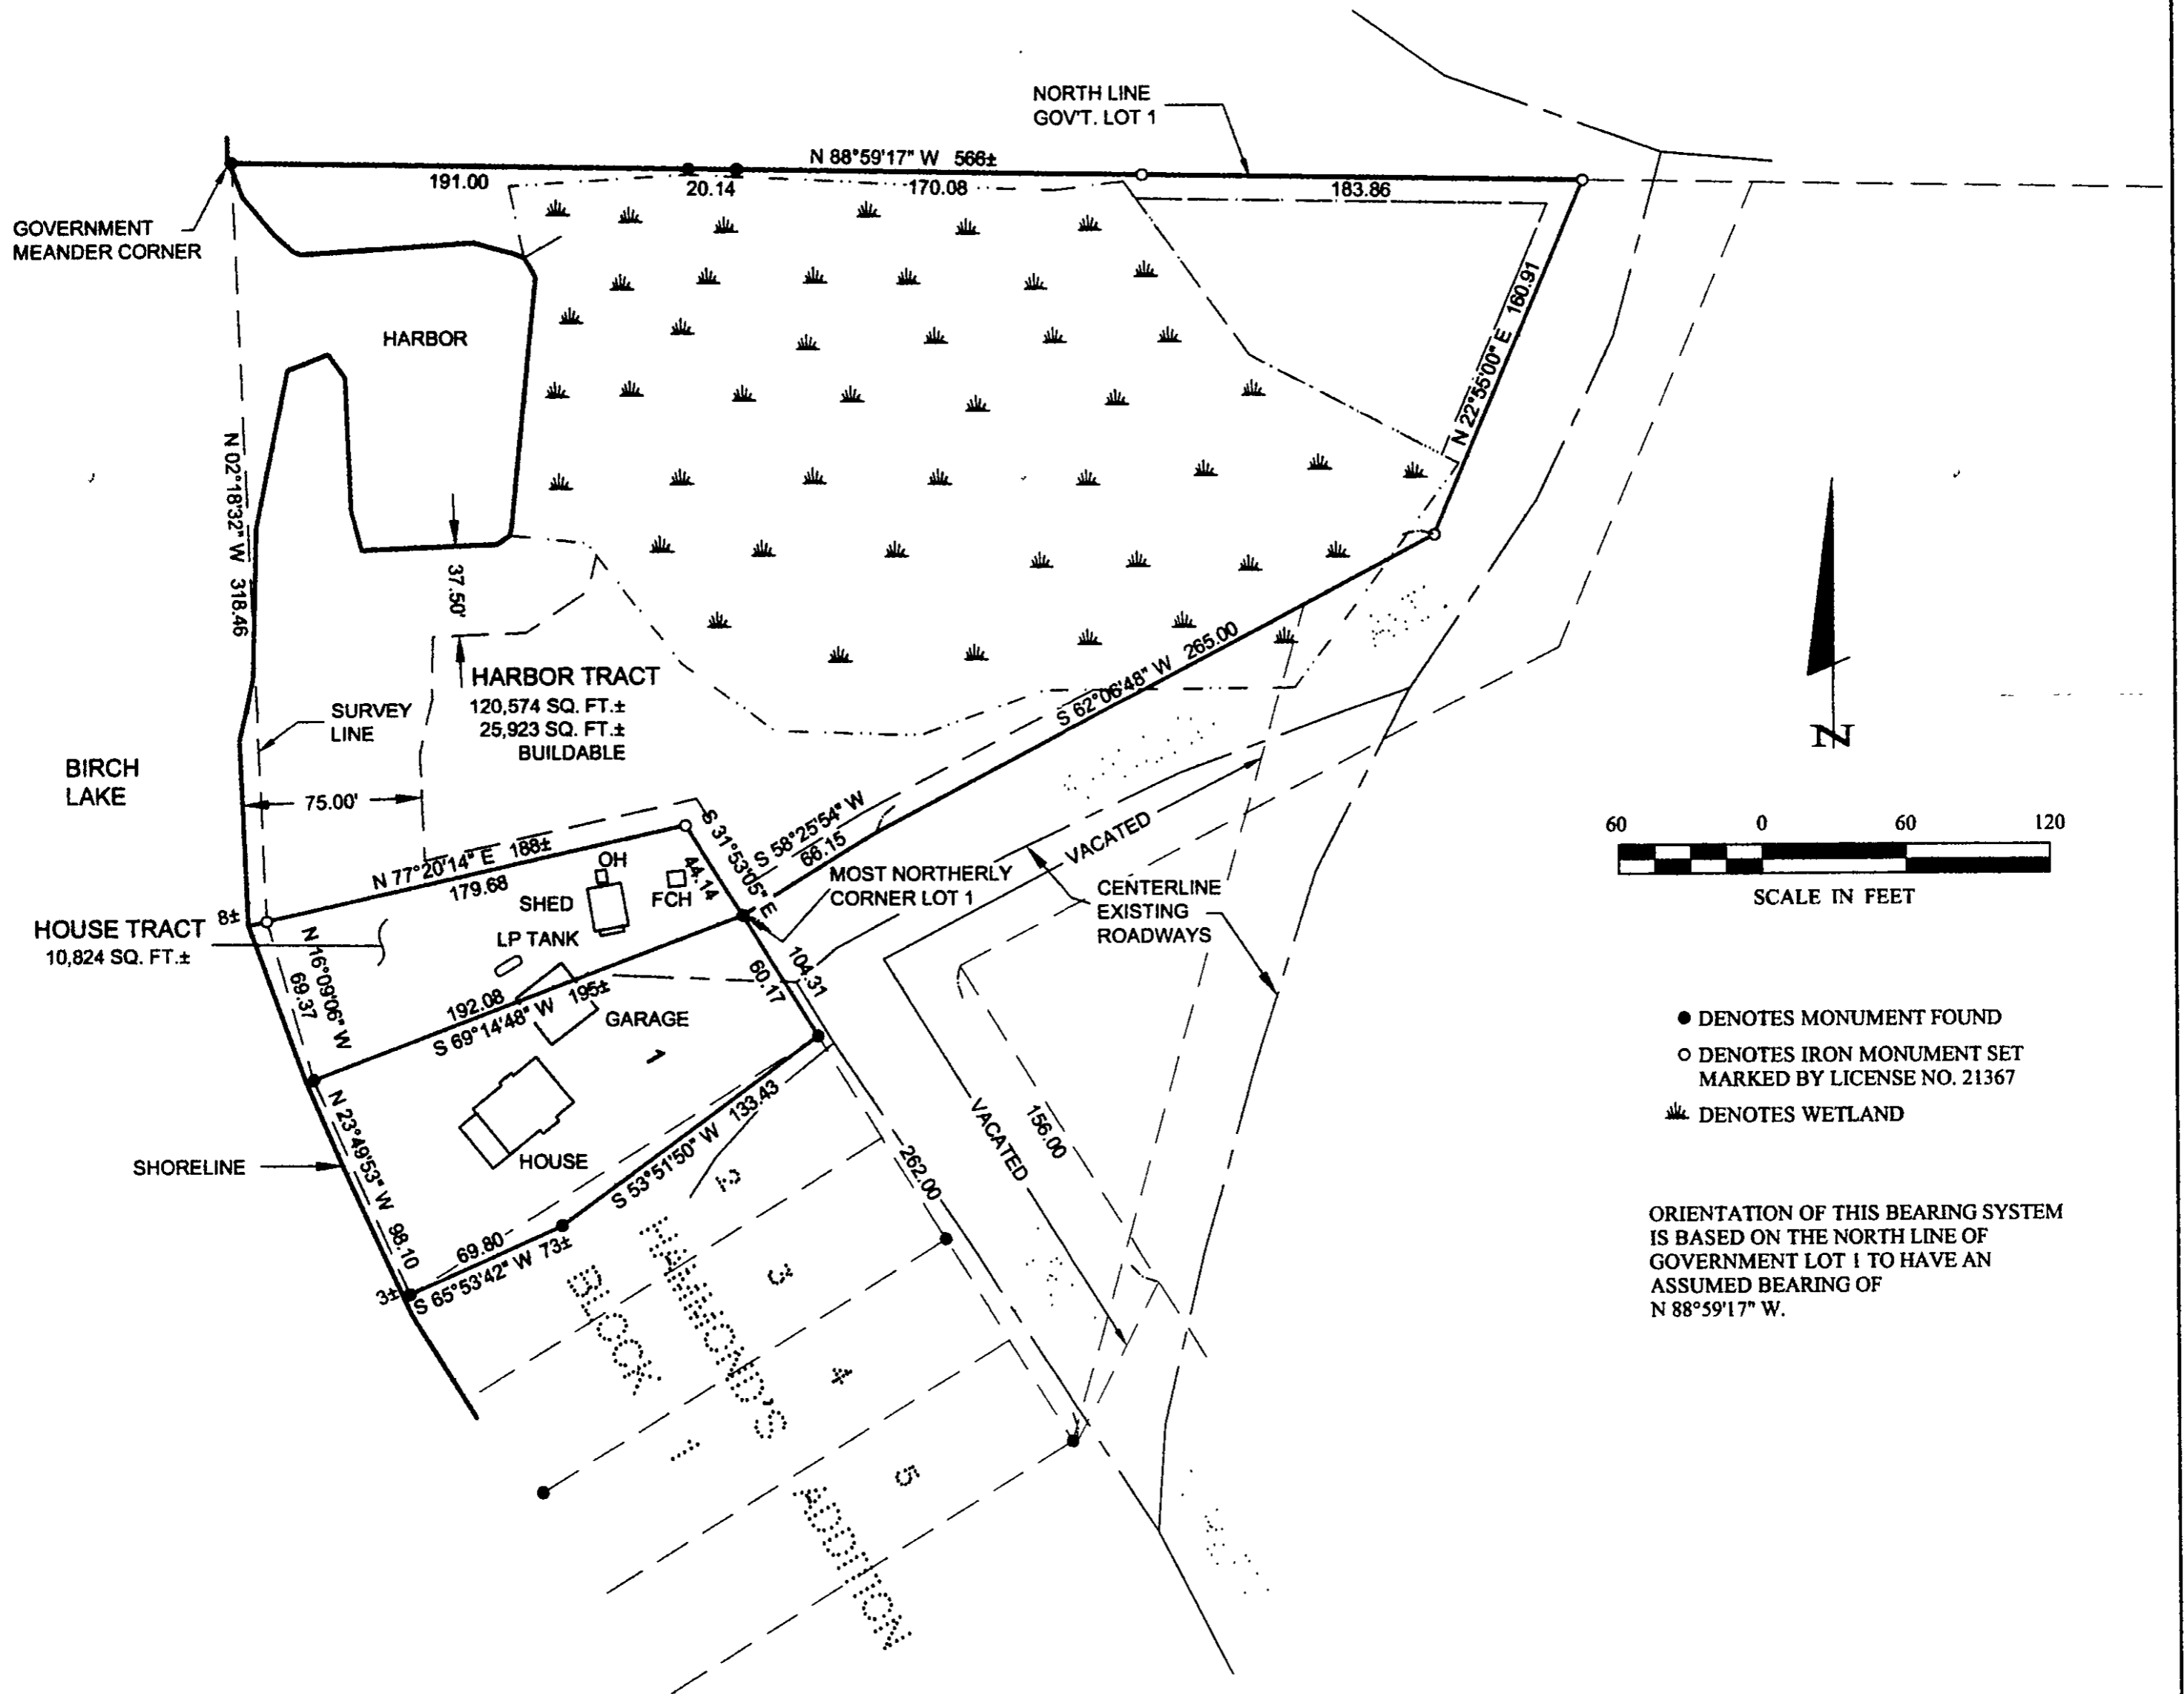 NORTH LINE
GOV'T. LOT 1
N 88°59'17" W 566±
191.00
20.14
170.08
183.86
GOVERNMENT
MEANDER CORNER
HARBOR
N 22°55'00" E 160.91
N 02°18'32" W 318.46
37.50'
HARBOR TRACT
120,574 SQ. FT.±
25,923 SQ. FT.±
BUILDABLE
S 62°06'48" W 265.00
SURVEY
LINE
BIRCH
LAKE
75.00'
N
60 0 60 120
SCALE IN FEET
S 58°25'54" W
66.15
S 31°53'05" E
44.14
N 77°20'14" E 188±
179.68
OH
SHED
FCH
LP TANK
MOST NORTHERLY
CORNER LOT 1
VACATED
CENTERLINE
EXISTING
ROADWAYS
8±
HOUSE TRACT
10,824 SQ. FT.±
N 16°09'06" W
69.37
192.08
S 69°14'48" W 195±
60.17
104.31
GARAGE
1
● DENOTES MONUMENT FOUND
○ DENOTES IRON MONUMENT SET
MARKED BY LICENSE NO. 21367
DENOTES WETLAND
N 23°49'53" W 98.10
SHORELINE
HOUSE
S 53°51'50" W 133.43
VACATED
156.00
262.00
69.80
S 65°53'42" W 73±
3±
2
3
4
5
BLOCK 1
HAMMOND'S ADDITION
ORIENTATION OF THIS BEARING SYSTEM
IS BASED ON THE NORTH LINE OF
GOVERNMENT LOT 1 TO HAVE AN
ASSUMED BEARING OF
N 88°59'17" W.